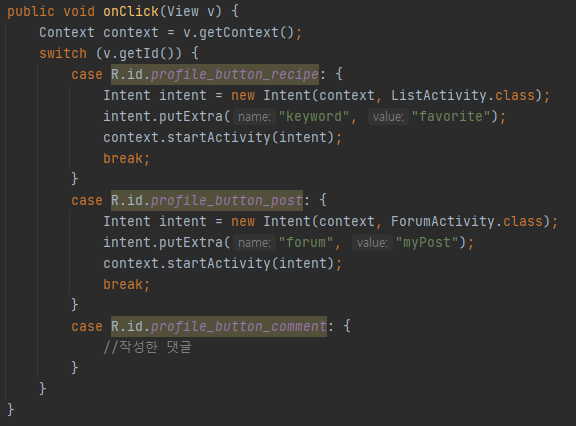 public void onClick(View v) {
    Context context = v.getContext();
    switch (v.getId()) {
        case R.id.profile_button_recipe: {
            Intent intent = new Intent(context, ListActivity.class);
            intent.putExtra( name: "keyword", value: "favorite");
            context.startActivity(intent);
            break;
        }
        case R.id.profile_button_post: {
            Intent intent = new Intent(context, ForumActivity.class);
            intent.putExtra( name: "forum", value: "myPost");
            context.startActivity(intent);
            break;
        }
        case R.id.profile_button_comment: {
            //작성한 댓글
        }
    }
}